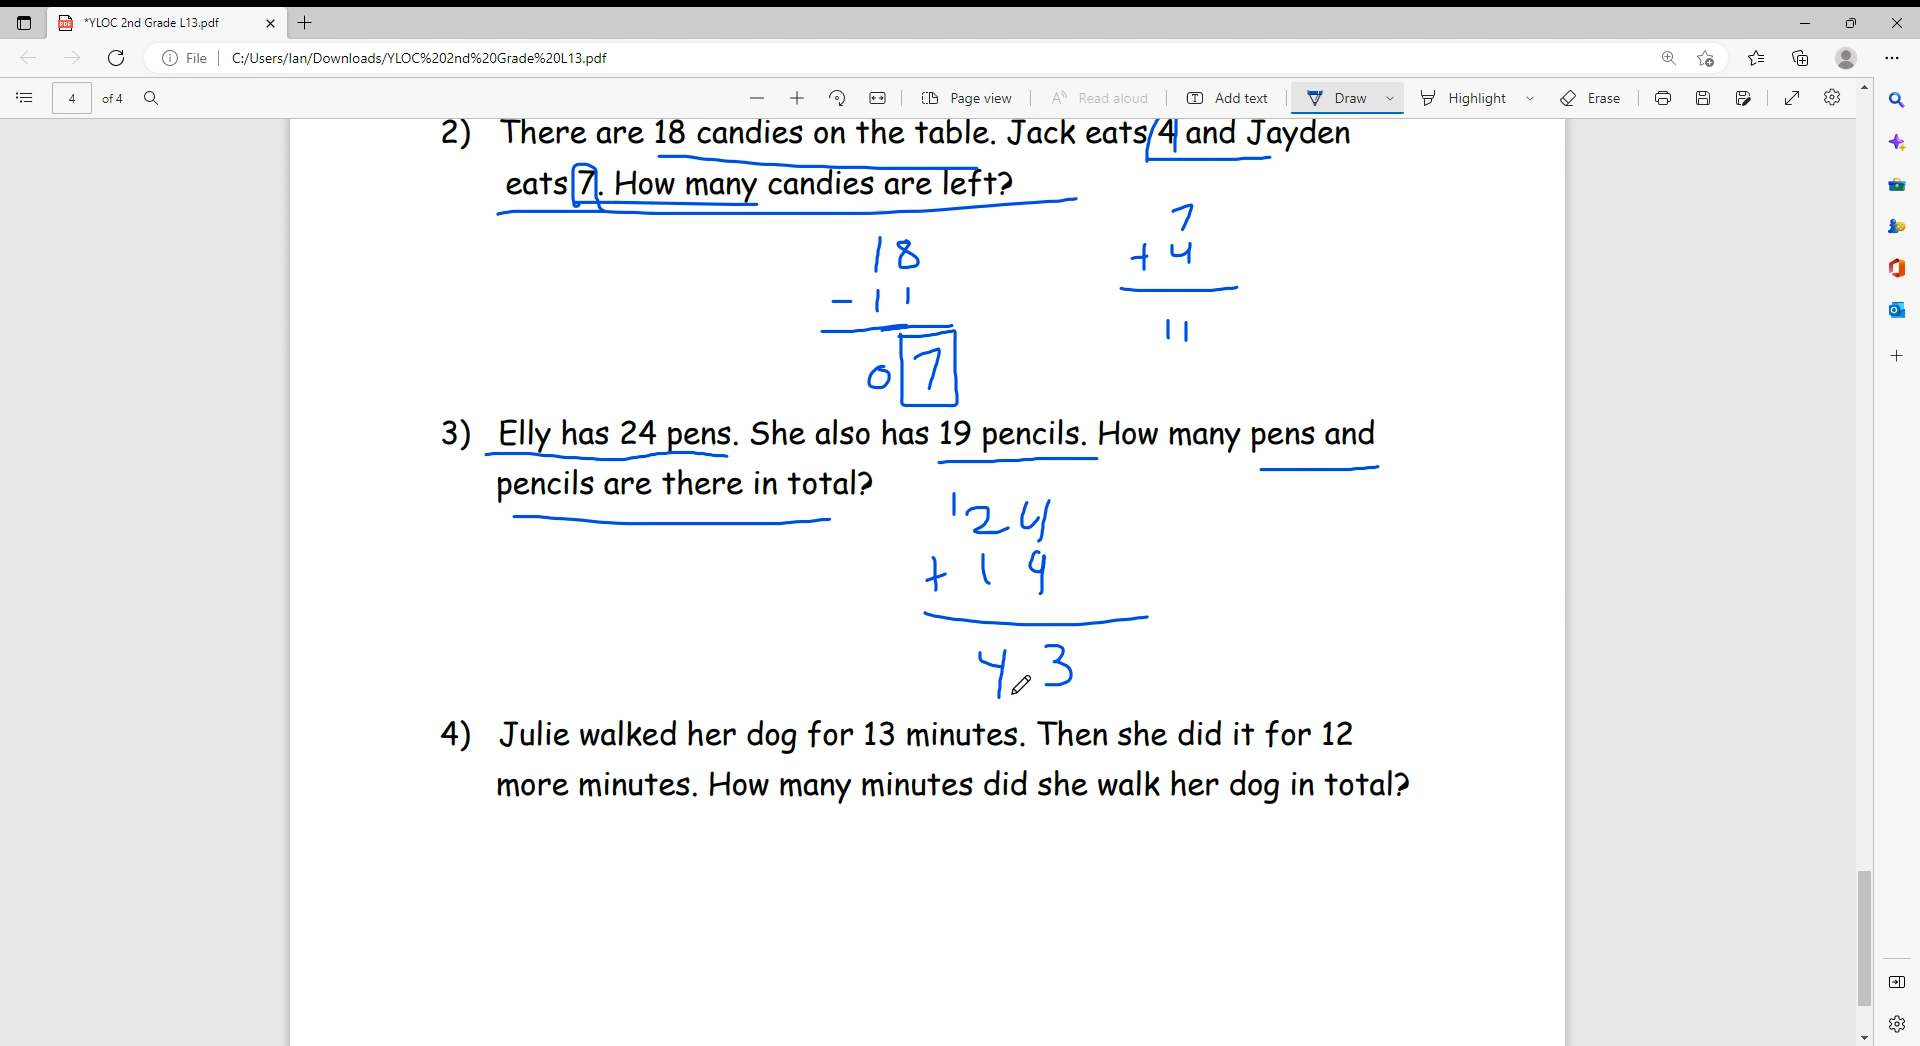 *YLOC 2nd Grade L13.pdf
File
C:/Users/Ian/Downloads/YLOC%202nd%20Grade%20L13.pdf
4 of 4
Page view
Read aloud
Add text
Draw
Highlight
Erase
2) There are 18 candies on the table. Jack eats 4 and Jayden
eats 7. How many candies are left?
18
- 11
07
7
+ 4
11
3) Elly has 24 pens. She also has 19 pencils. How many pens and
pencils are there in total?
1
24
+ 19
43
4) Julie walked her dog for 13 minutes. Then she did it for 12
more minutes. How many minutes did she walk her dog in total?